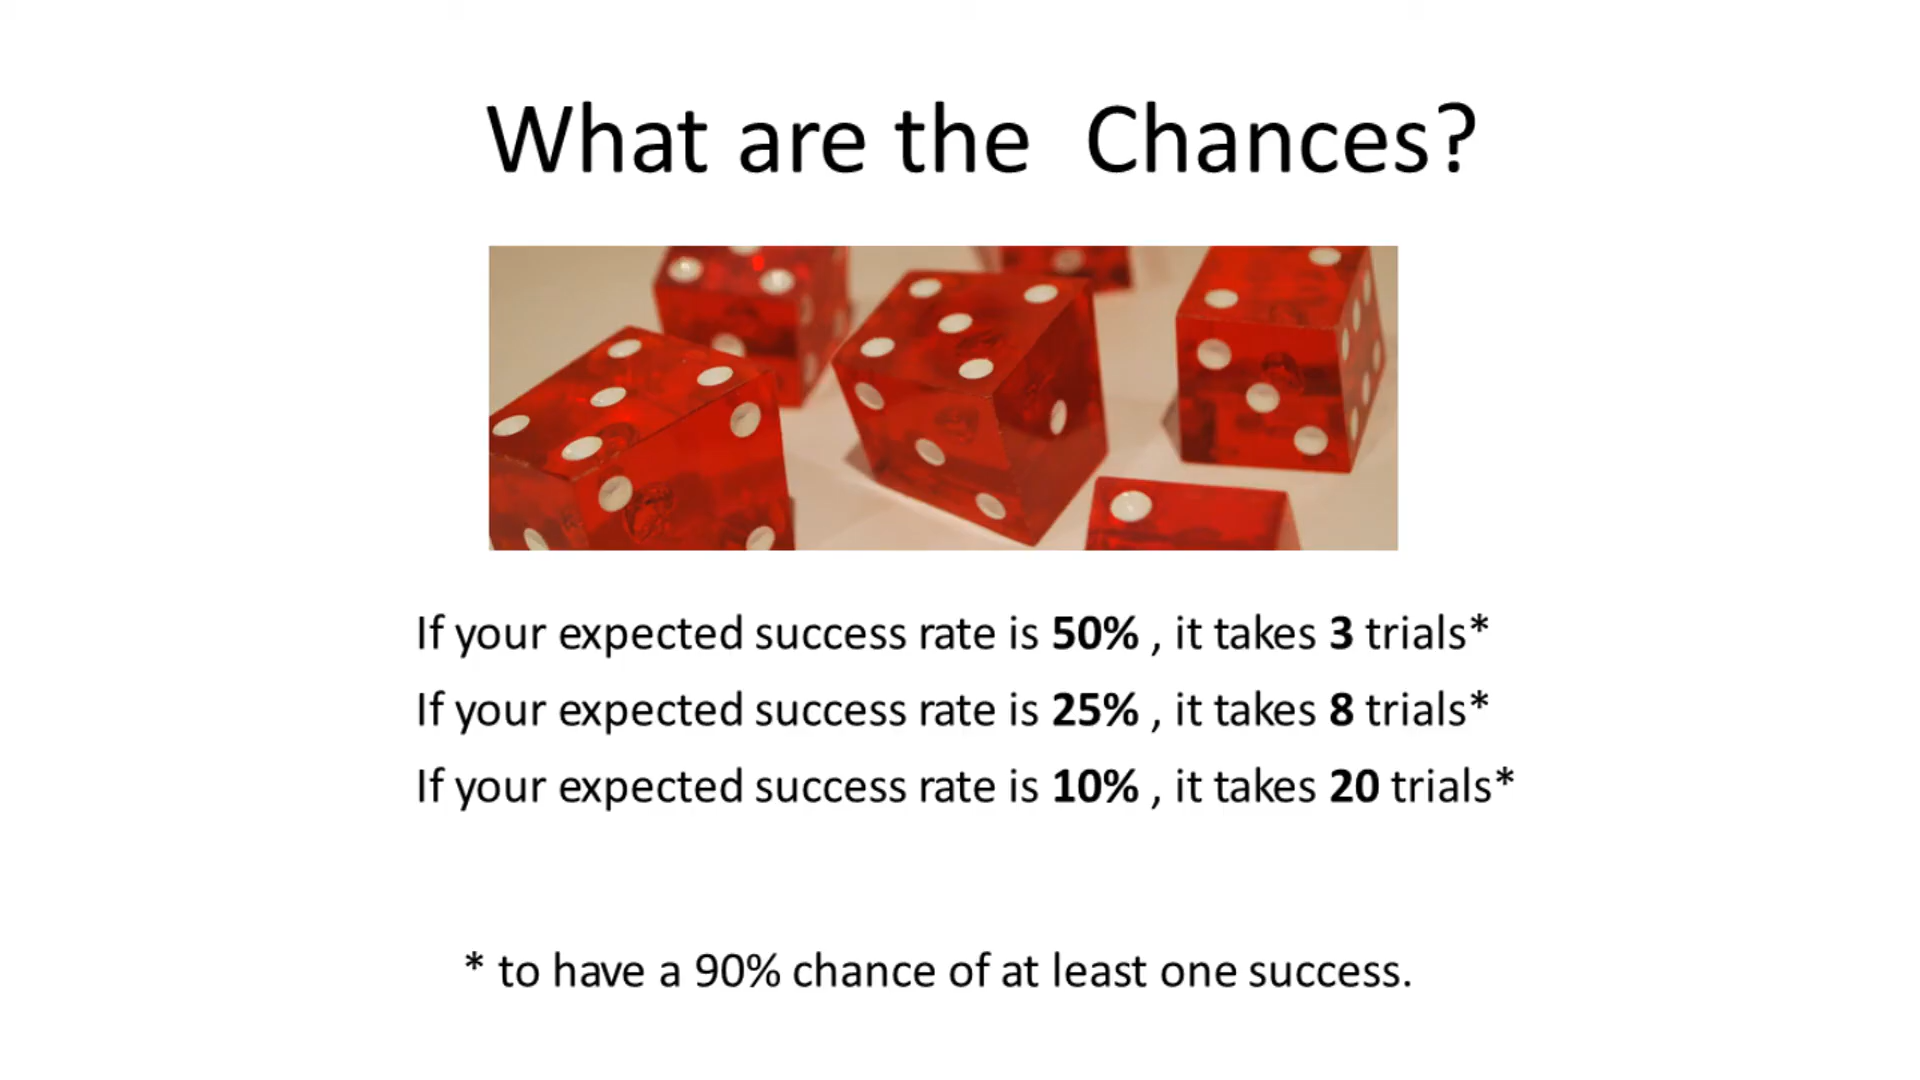 What are the  Chances?
If your expected success rate is 50% , it takes 3 trials*
If your expected success rate is 25% , it takes 8 trials*
If your expected success rate is 10% , it takes 20 trials*
* to have a 90% chance of at least one success.